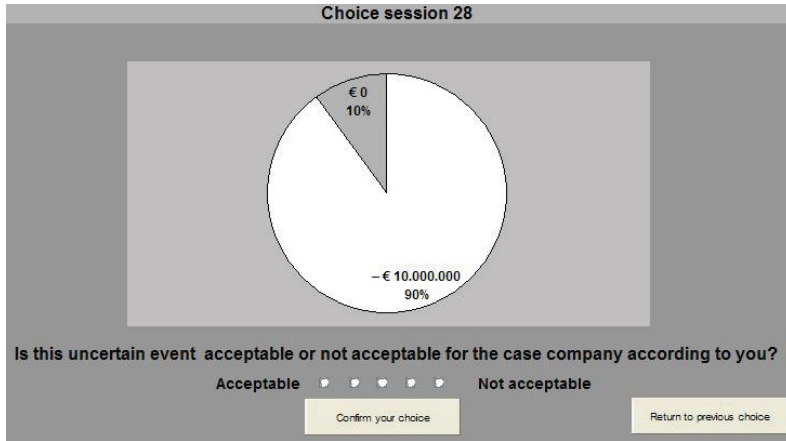 Choice session 28
€ 0
10%
– € 10.000.000
90%
Is this uncertain event acceptable or not acceptable for the case company according to you?
Acceptable Not acceptable
Confirm your choice
Return to previous choice